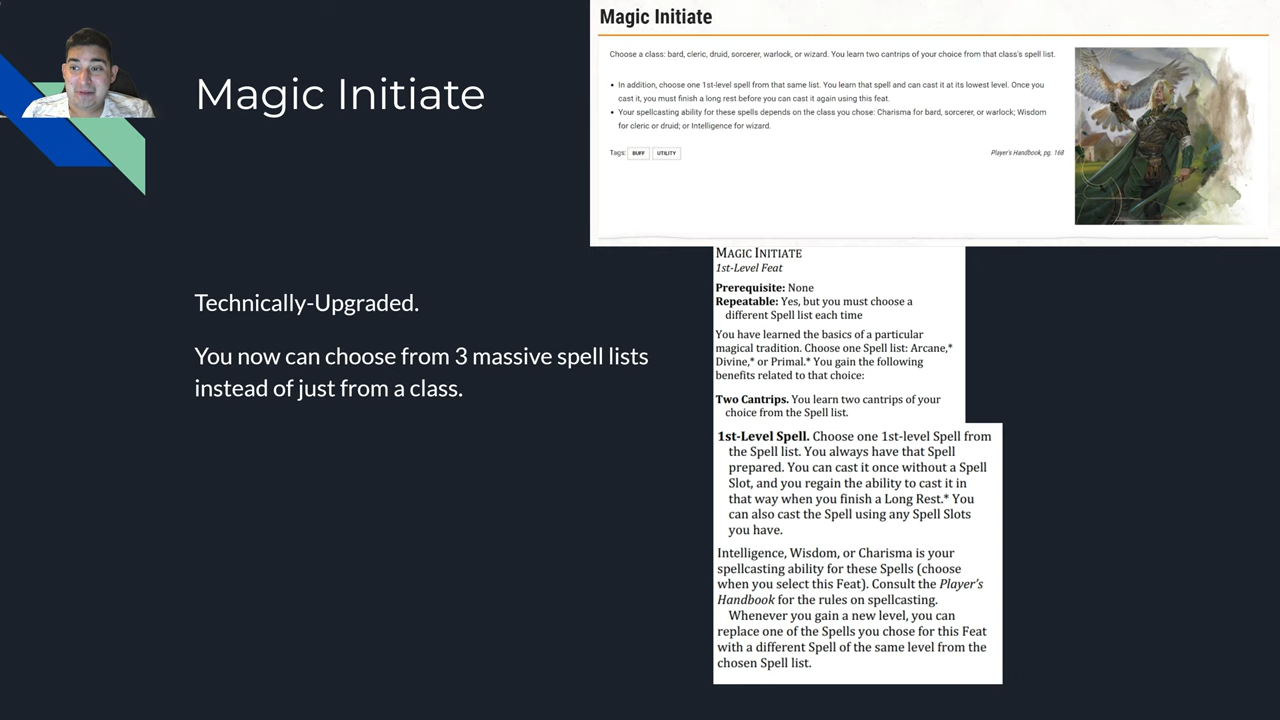 Magic Initiate
Technically-Upgraded.
You now can choose from 3 massive spell lists
instead of just from a class.
Magic Initiate
Choose a class: bard, cleric, druid, sorcerer, warlock, or wizard. You learn two cantrips of your choice from that class's spell list.
• In addition, choose one 1st-level spell from that same list. You learn that spell and can cast it at its lowest level. Once you
cast it, you must finish a long rest before you can cast it again using this feat.
• Your spellcasting ability for these spells depends on the class you chose: Charisma for bard, sorcerer, or warlock; Wisdom
for cleric or druid; or Intelligence for wizard.
Tags: BUFF UTILITY
Player's Handbook, pg. 168
MAGIC INITIATE
1st-Level Feat
Prerequisite: None
Repeatable: Yes, but you must choose a
different Spell list each time
You have learned the basics of a particular
magical tradition. Choose one Spell list: Arcane,*
Divine,* or Primal.* You gain the following
benefits related to that choice:
Two Cantrips. You learn two cantrips of your
choice from the Spell list.
1st-Level Spell. Choose one 1st-level Spell from
the Spell list. You always have that Spell
prepared. You can cast it once without a Spell
Slot, and you regain the ability to cast it in
that way when you finish a Long Rest.* You
can also cast the Spell using any Spell Slots
you have.
Intelligence, Wisdom, or Charisma is your
spellcasting ability for these Spells (choose
when you select this Feat). Consult the Player's
Handbook for the rules on spellcasting.
Whenever you gain a new level, you can
replace one of the Spells you chose for this Feat
with a different Spell of the same level from the
chosen Spell list.